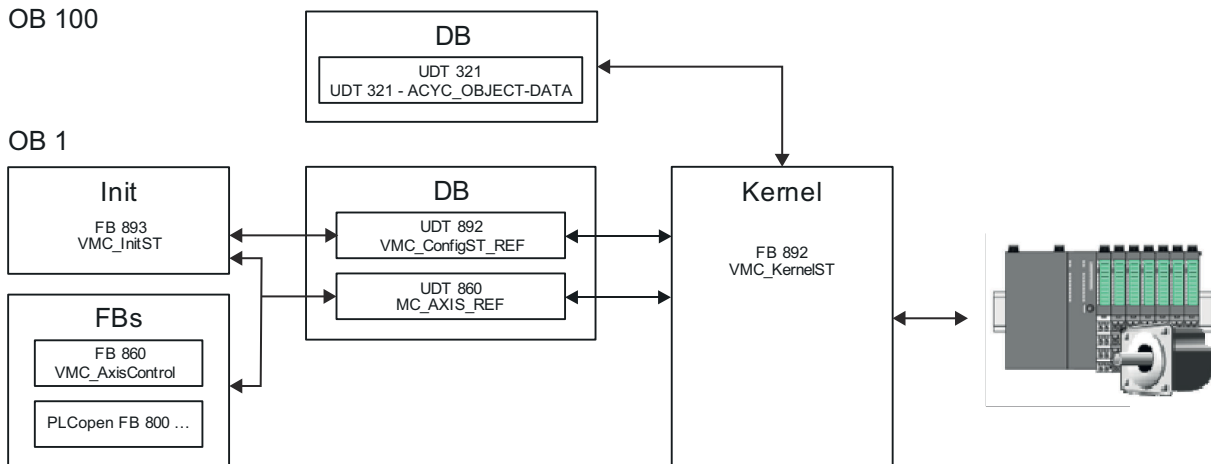 OB 100
DB
UDT 321
UDT 321 - ACYC_OBJECT-DATA
OB 1
Init
FB 893
VMC_InitST
DB
UDT 892
VMC_ConfigST_REF
UDT 860
MC_AXIS_REF
Kernel
FB 892
VMC_KernelST
FBs
FB 860
VMC_AxisControl
PLCopen FB 800 ...